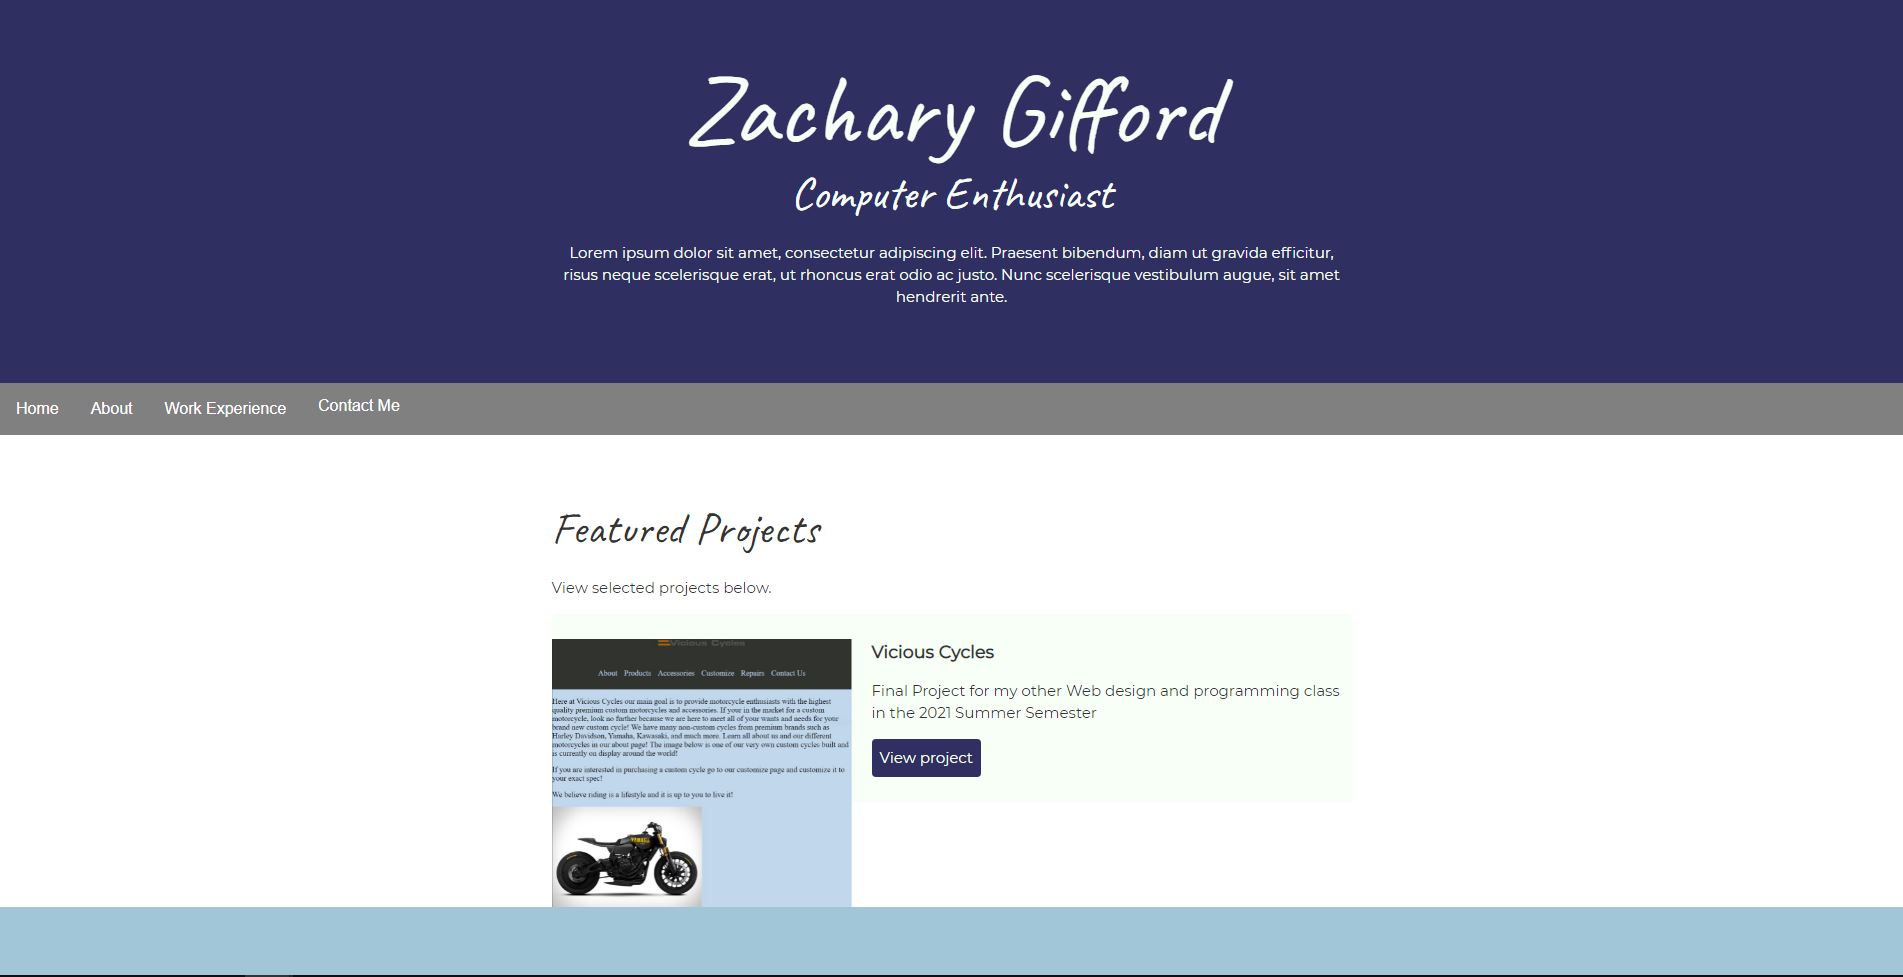 Zachary Gifford
Computer Enthusiast
Lorem ipsum dolor sit amet, consectetur adipiscing elit. Praesent bibendum, diam ut gravida efficitur,
risus neque scelerisque erat, ut rhoncus erat odio ac justo. Nunc scelerisque vestibulum augue, sit amet
hendrerit ante.
Home About Work Experience Contact Me
Featured Projects
View selected projects below.
Vicious Cycles
About Products Accessories Customize Repairs Contact Us
Here at Vicious Cycles our main goal is to provide motorcycle enthusiasts with the highest
quality premium custom motorcycles and accessories. If your in the market for a custom
motorcycle, look no further because we are here to meet all of your wants and needs for your
brand new custom cycle! We have many non-custom cycles from premium brands such as
Harley Davidson, Yamaha, Kawasaki, and much more. Learn all about us and our different
motorcycles in our about page! The image below is one of our very own custom cycles built and
is currently on display around the world!
If you are interested in purchasing a custom cycle go to our customize page and customize it to
your exact spec!
We believe riding is a lifestyle and it is up to you to live it!
YAMAHA
Vicious Cycles
Final Project for my other Web design and programming class
in the 2021 Summer Semester
View project